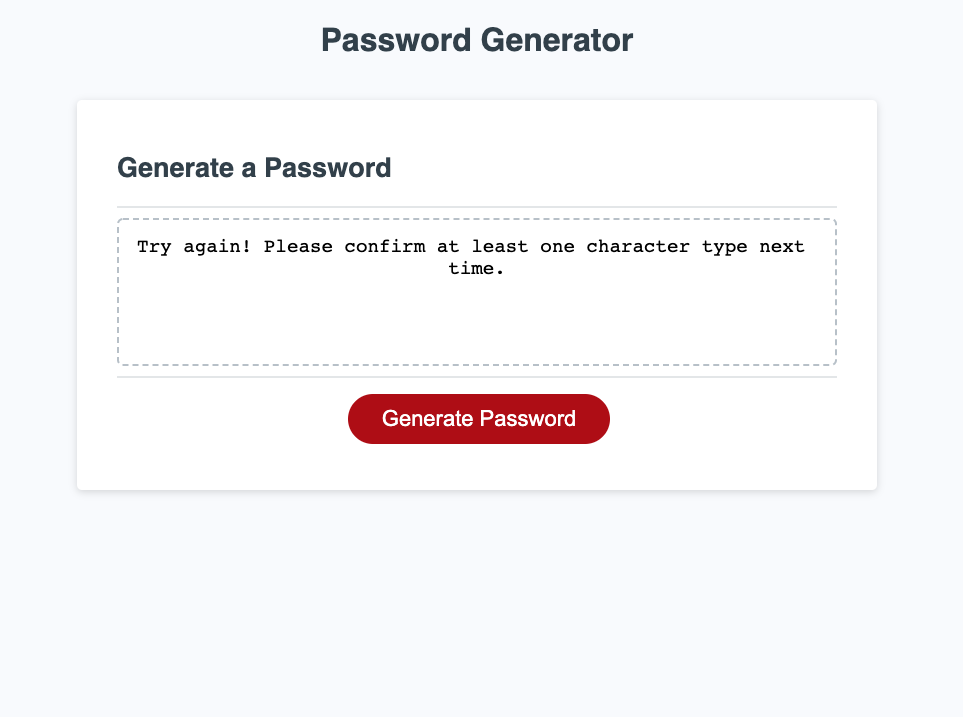 Password Generator
Generate a Password
Try again! Please confirm at least one character type next
time.
Generate Password